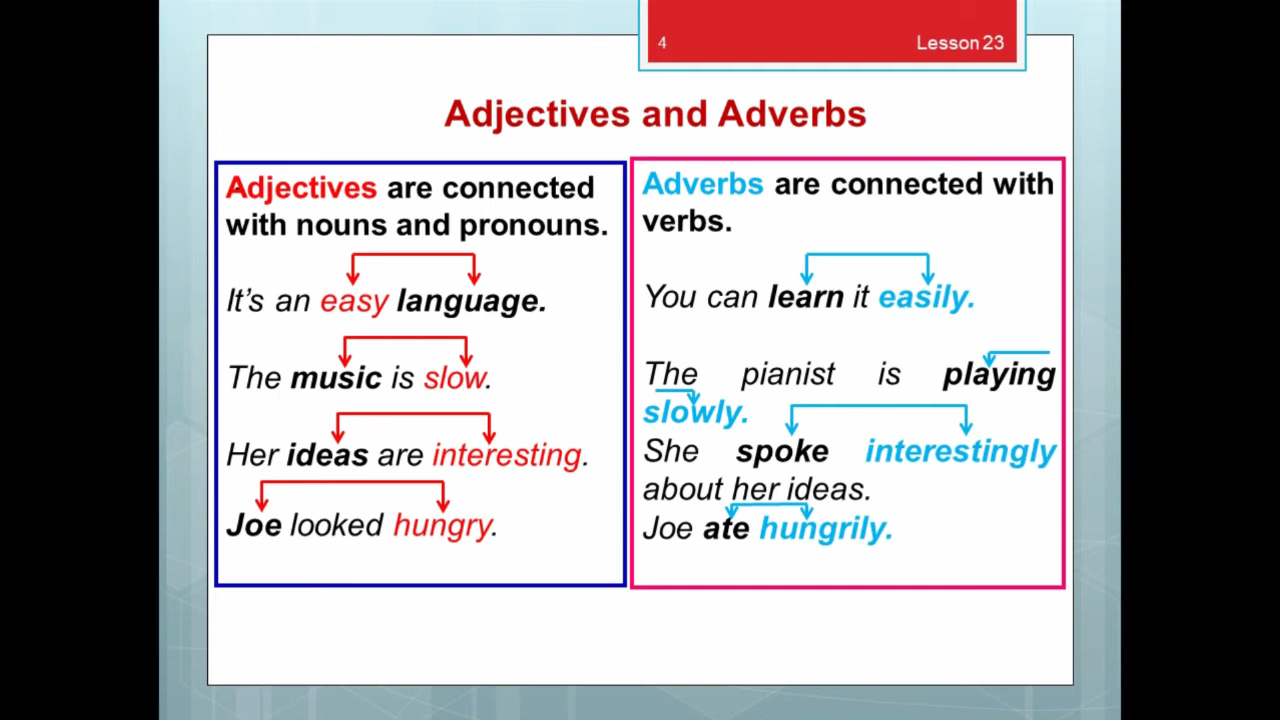 4
Lesson 23
Adjectives and Adverbs
Adjectives are connected
with nouns and pronouns.
It's an easy language.
The music is slow.
Her ideas are interesting.
Joe looked hungry.
Adverbs are connected with
verbs.
You can learn it easily.
The pianist is playing
slowly.
She spoke interestingly
about her ideas.
Joe ate hungrily.